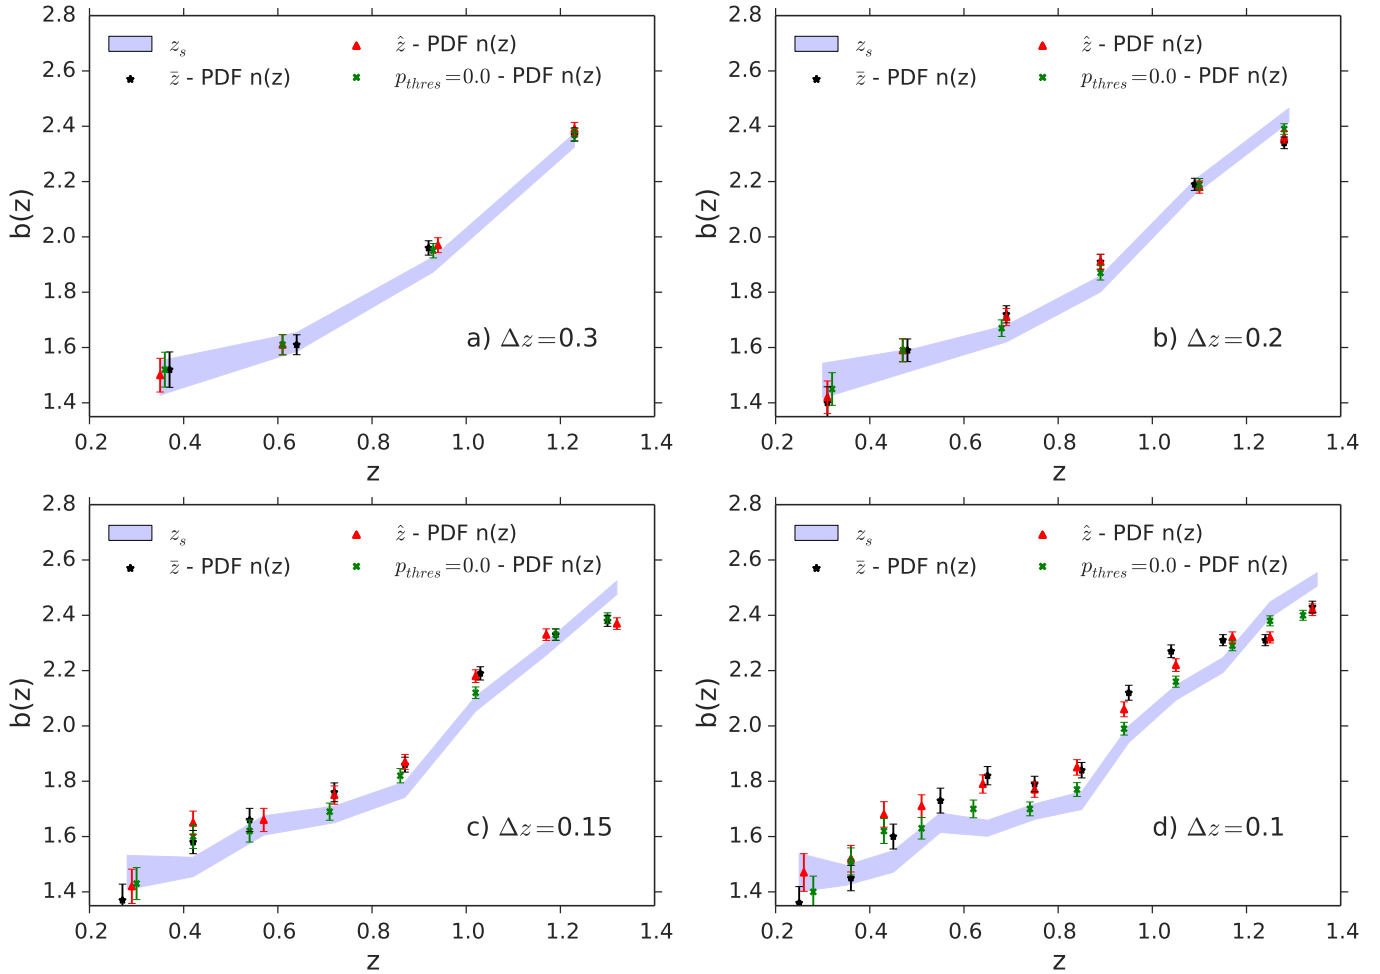 2.8
2.6
2.4
2.2
2.0
1.8
1.6
1.4
b(z)
z_s
z̄ - PDF n(z)
ẑ - PDF n(z)
p_thres=0.0 - PDF n(z)
a) Δz=0.3
0.2 0.4 0.6 0.8 1.0 1.2 1.4
z
2.8
2.6
2.4
2.2
2.0
1.8
1.6
1.4
b(z)
z_s
z̄ - PDF n(z)
ẑ - PDF n(z)
p_thres=0.0 - PDF n(z)
b) Δz=0.2
0.2 0.4 0.6 0.8 1.0 1.2 1.4
z
2.8
2.6
2.4
2.2
2.0
1.8
1.6
1.4
b(z)
z_s
z̄ - PDF n(z)
ẑ - PDF n(z)
p_thres=0.0 - PDF n(z)
c) Δz=0.15
0.2 0.4 0.6 0.8 1.0 1.2 1.4
z
2.8
2.6
2.4
2.2
2.0
1.8
1.6
1.4
b(z)
z_s
z̄ - PDF n(z)
ẑ - PDF n(z)
p_thres=0.0 - PDF n(z)
d) Δz=0.1
0.2 0.4 0.6 0.8 1.0 1.2 1.4
z